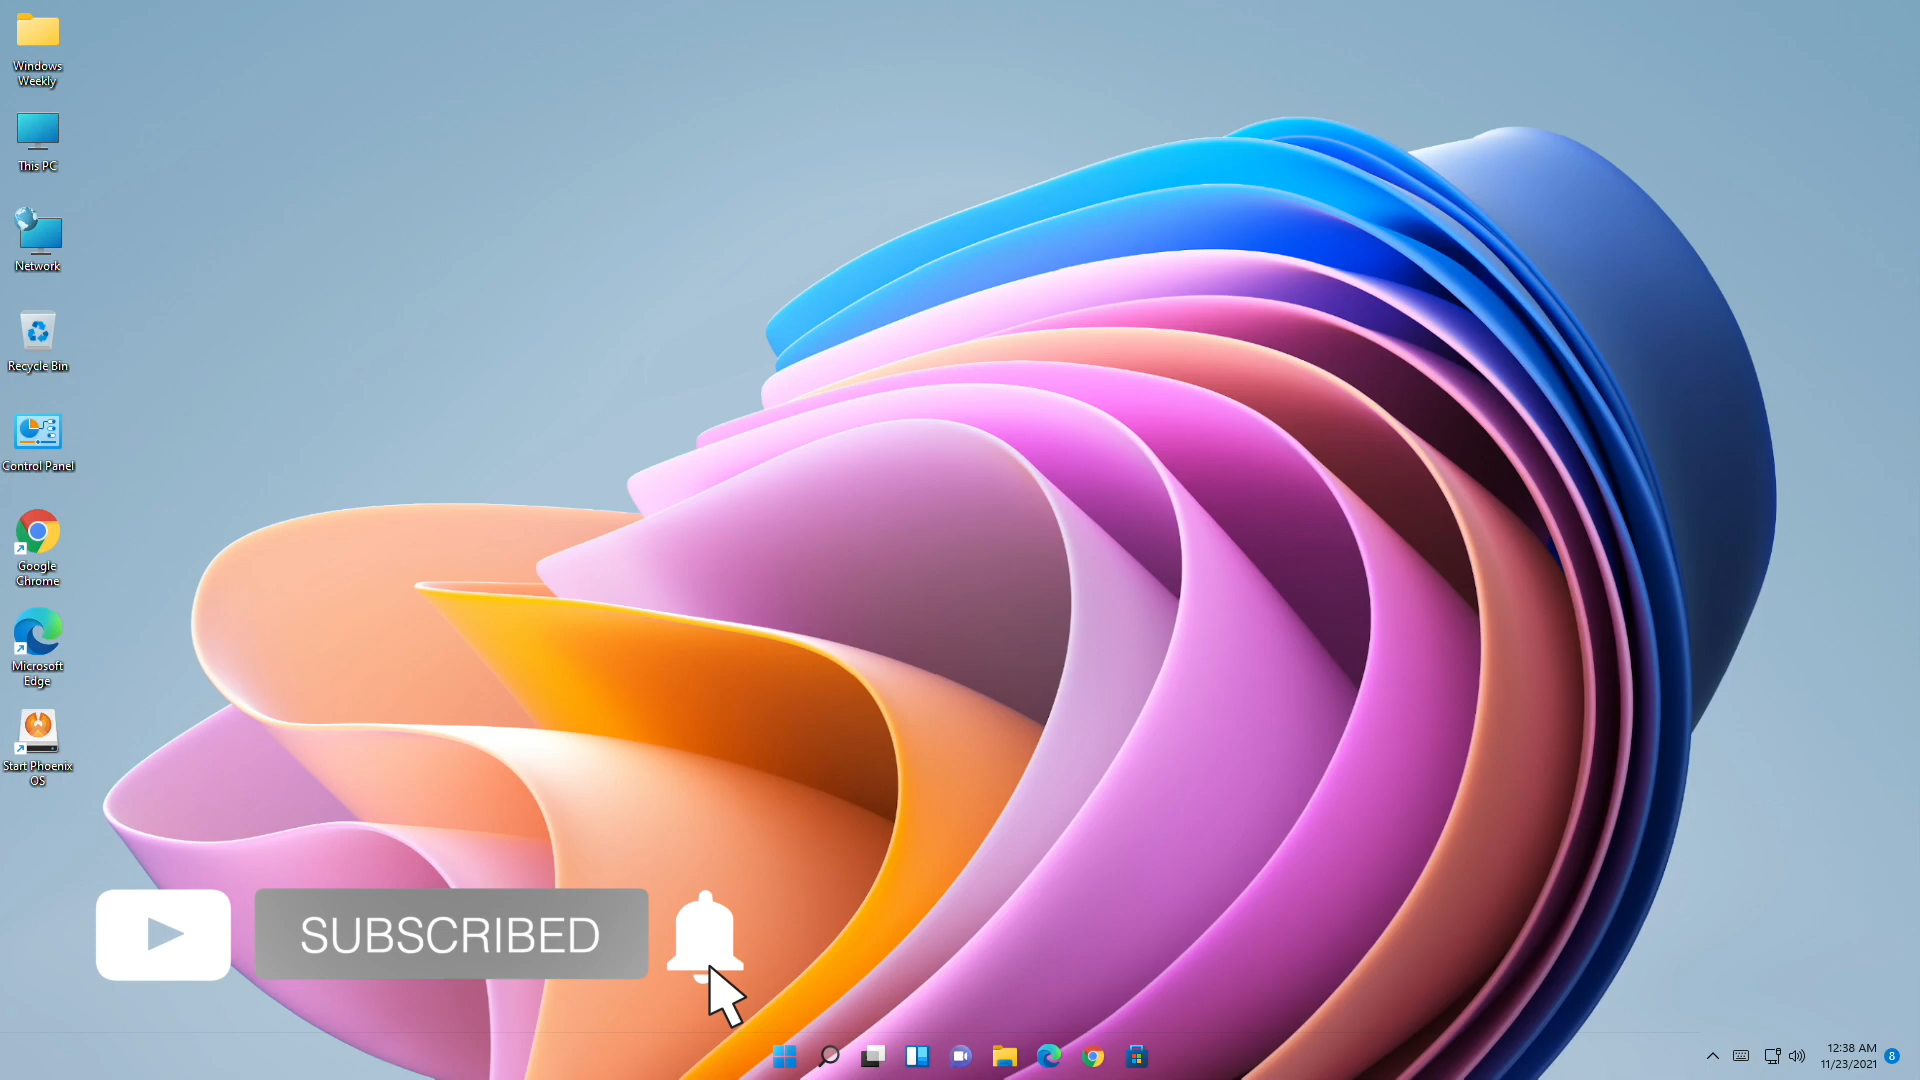 Windows
Weekly
This PC
Network
Recycle Bin
Control Panel
Google
Chrome
Microsoft
Edge
Start Phoenix
OS
SUBSCRIBED
12:38 AM
11/23/2021
8